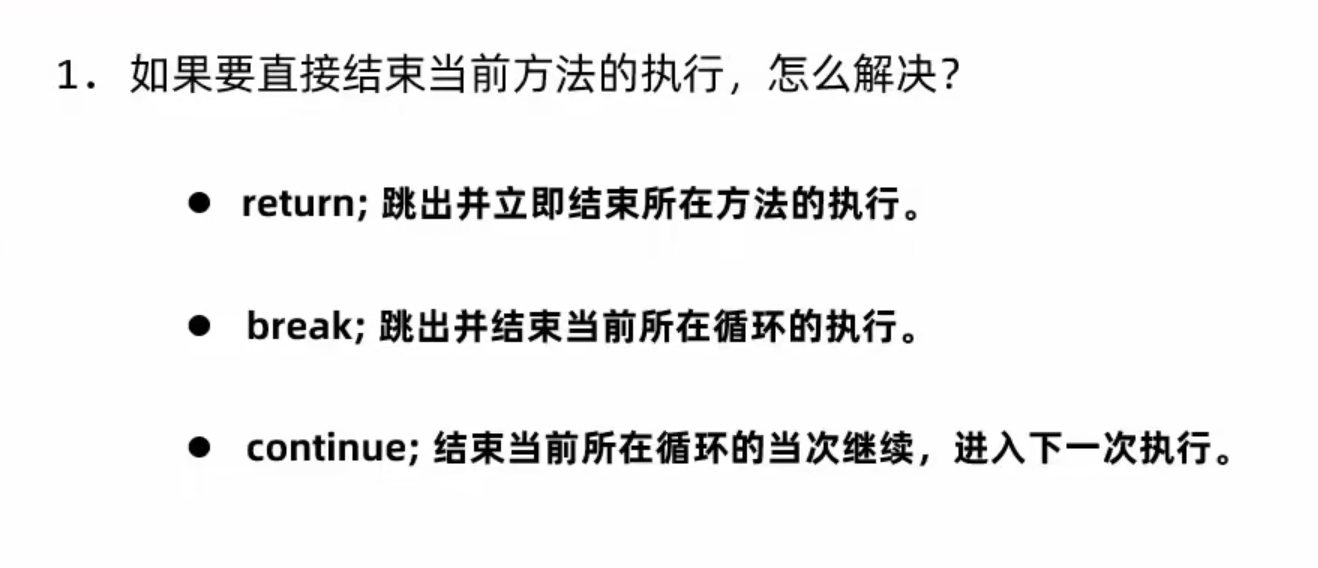 1. 如果要直接结束当前方法的执行，怎么解决？
● return; 跳出并立即结束所在方法的执行。
● break; 跳出并结束当前所在循环的执行。
● continue; 结束当前所在循环的当次继续，进入下一次执行。